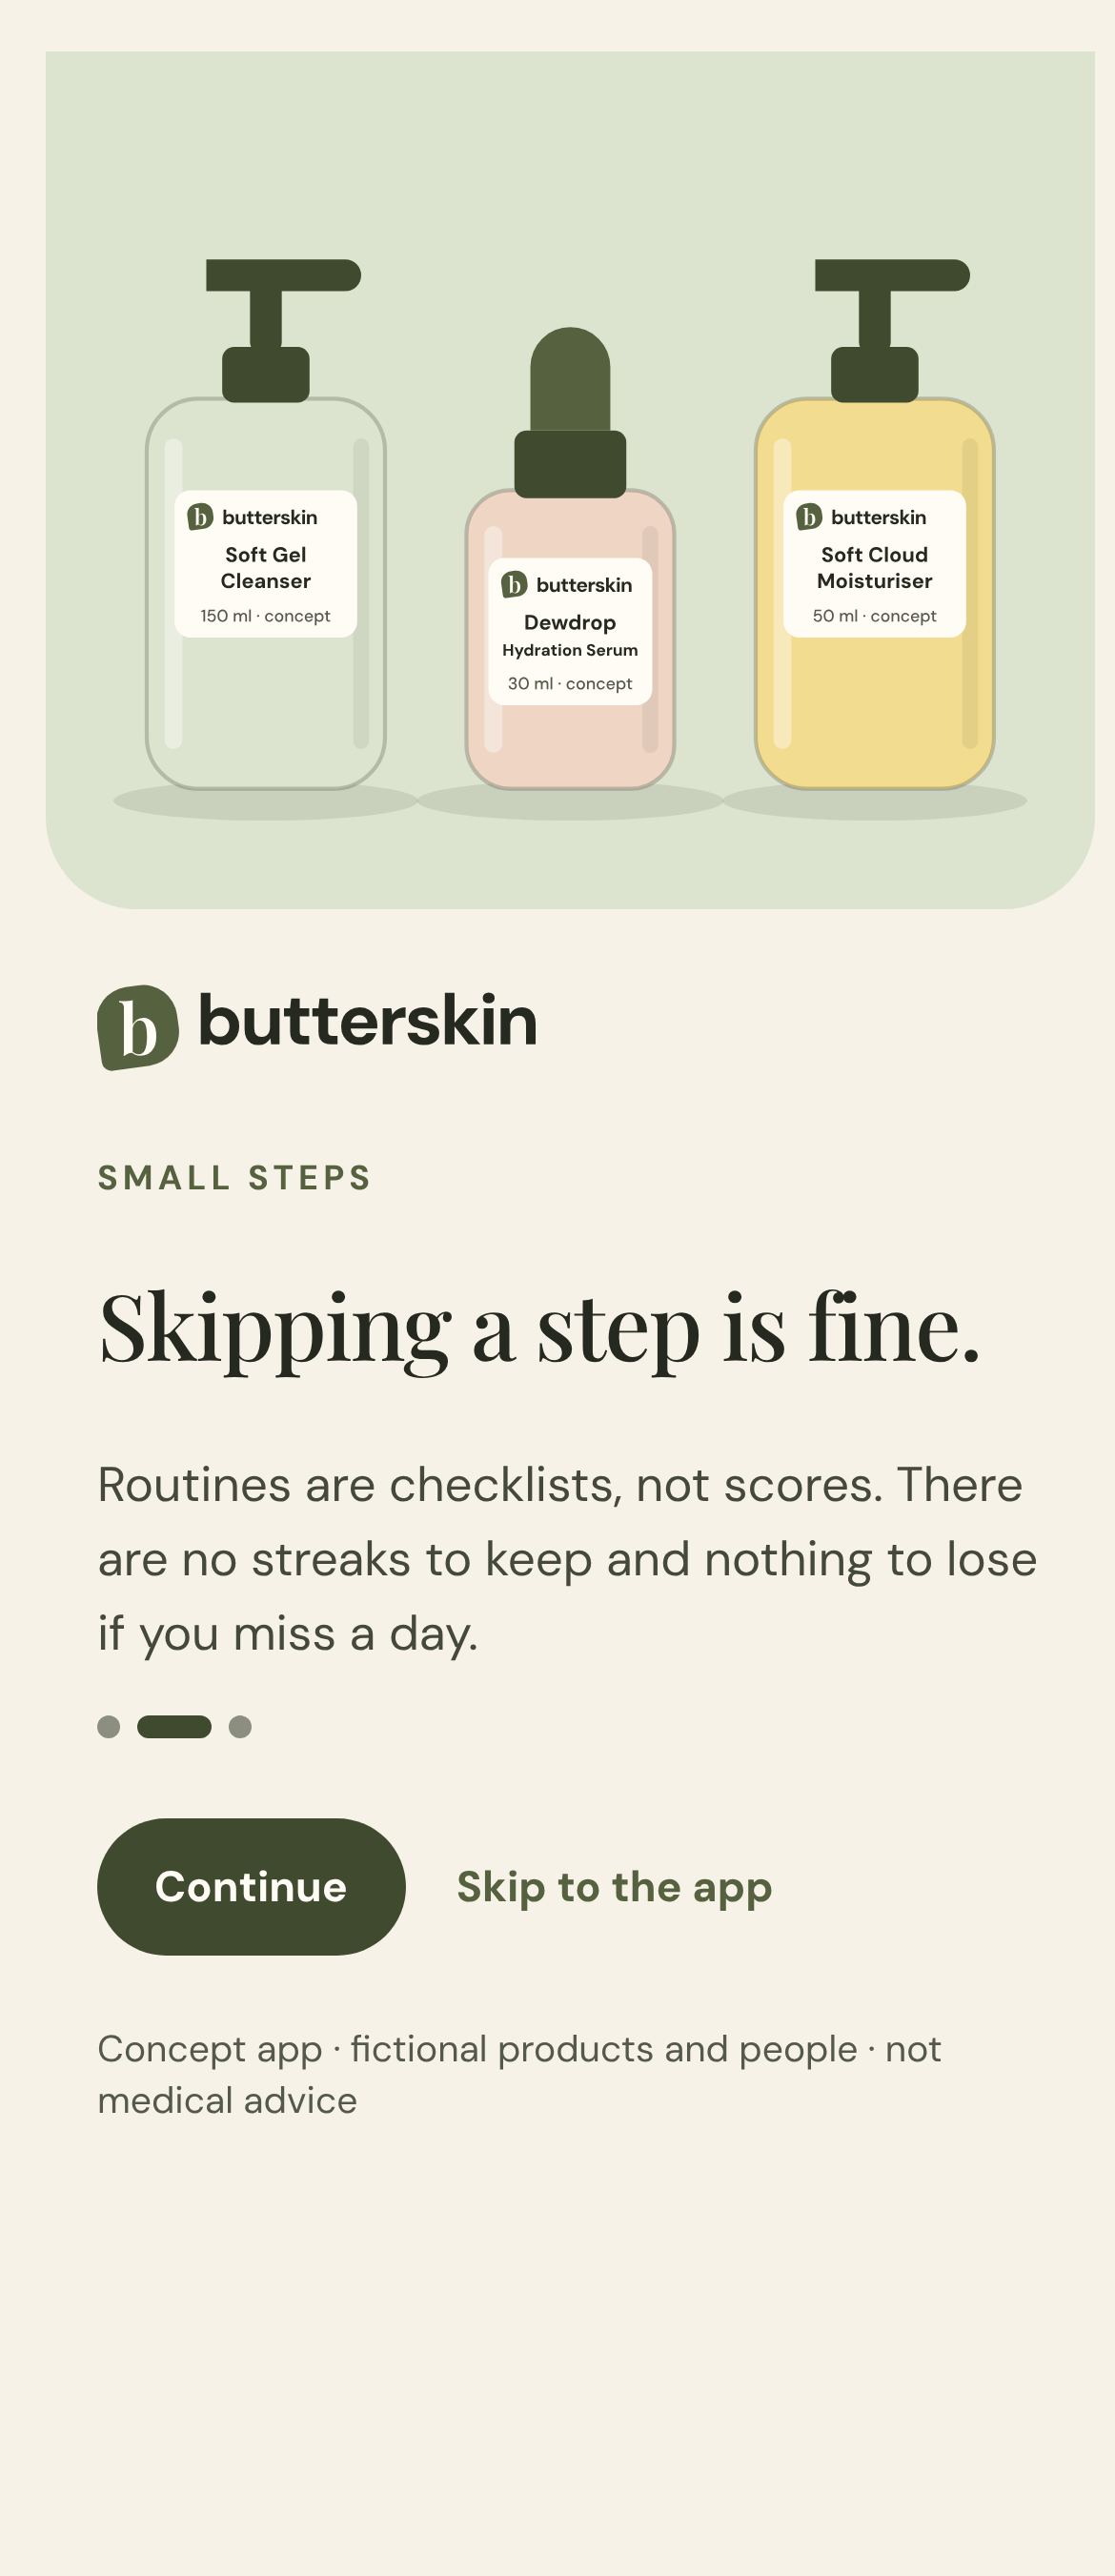 b butterskin
Soft Gel
Cleanser
150 ml · concept
b butterskin
Dewdrop
Hydration Serum
30 ml · concept
b butterskin
Soft Cloud
Moisturiser
50 ml · concept
b butterskin
SMALL STEPS
Skipping a step is fine.
Routines are checklists, not scores. There
are no streaks to keep and nothing to lose
if you miss a day.
Continue
Skip to the app
Concept app · fictional products and people · not
medical advice